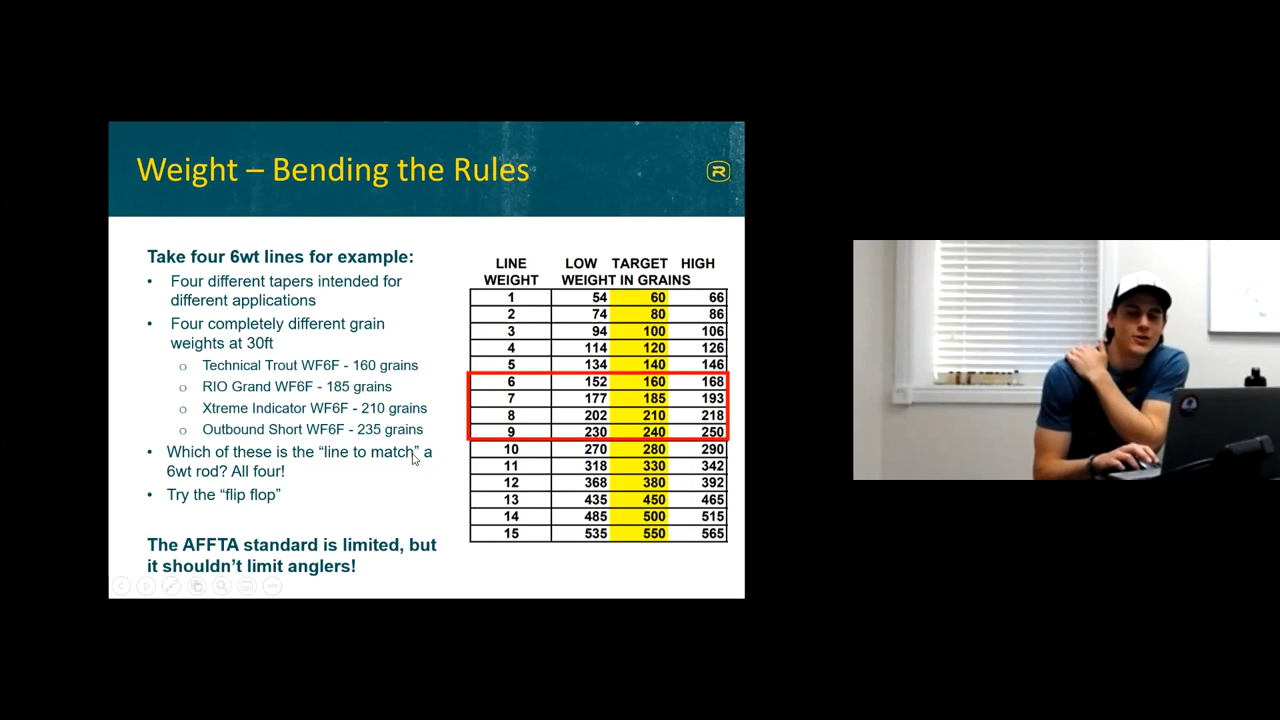 Weight – Bending the Rules
R
Take four 6wt lines for example:
• Four different tapers intended for
different applications
• Four completely different grain
weights at 30ft
o Technical Trout WF6F - 160 grains
o RIO Grand WF6F - 185 grains
o Xtreme Indicator WF6F - 210 grains
o Outbound Short WF6F - 235 grains
• Which of these is the “line to match” a
6wt rod? All four!
• Try the “flip flop”
The AFFTA standard is limited, but
it shouldn’t limit anglers!
LINE LOW TARGET HIGH
WEIGHT WEIGHT IN GRAINS
1 54 60 66
2 74 80 86
3 94 100 106
4 114 120 126
5 134 140 146
6 152 160 168
7 177 185 193
8 202 210 218
9 230 240 250
10 270 280 290
11 318 330 342
12 368 380 392
13 435 450 465
14 485 500 515
15 535 550 565